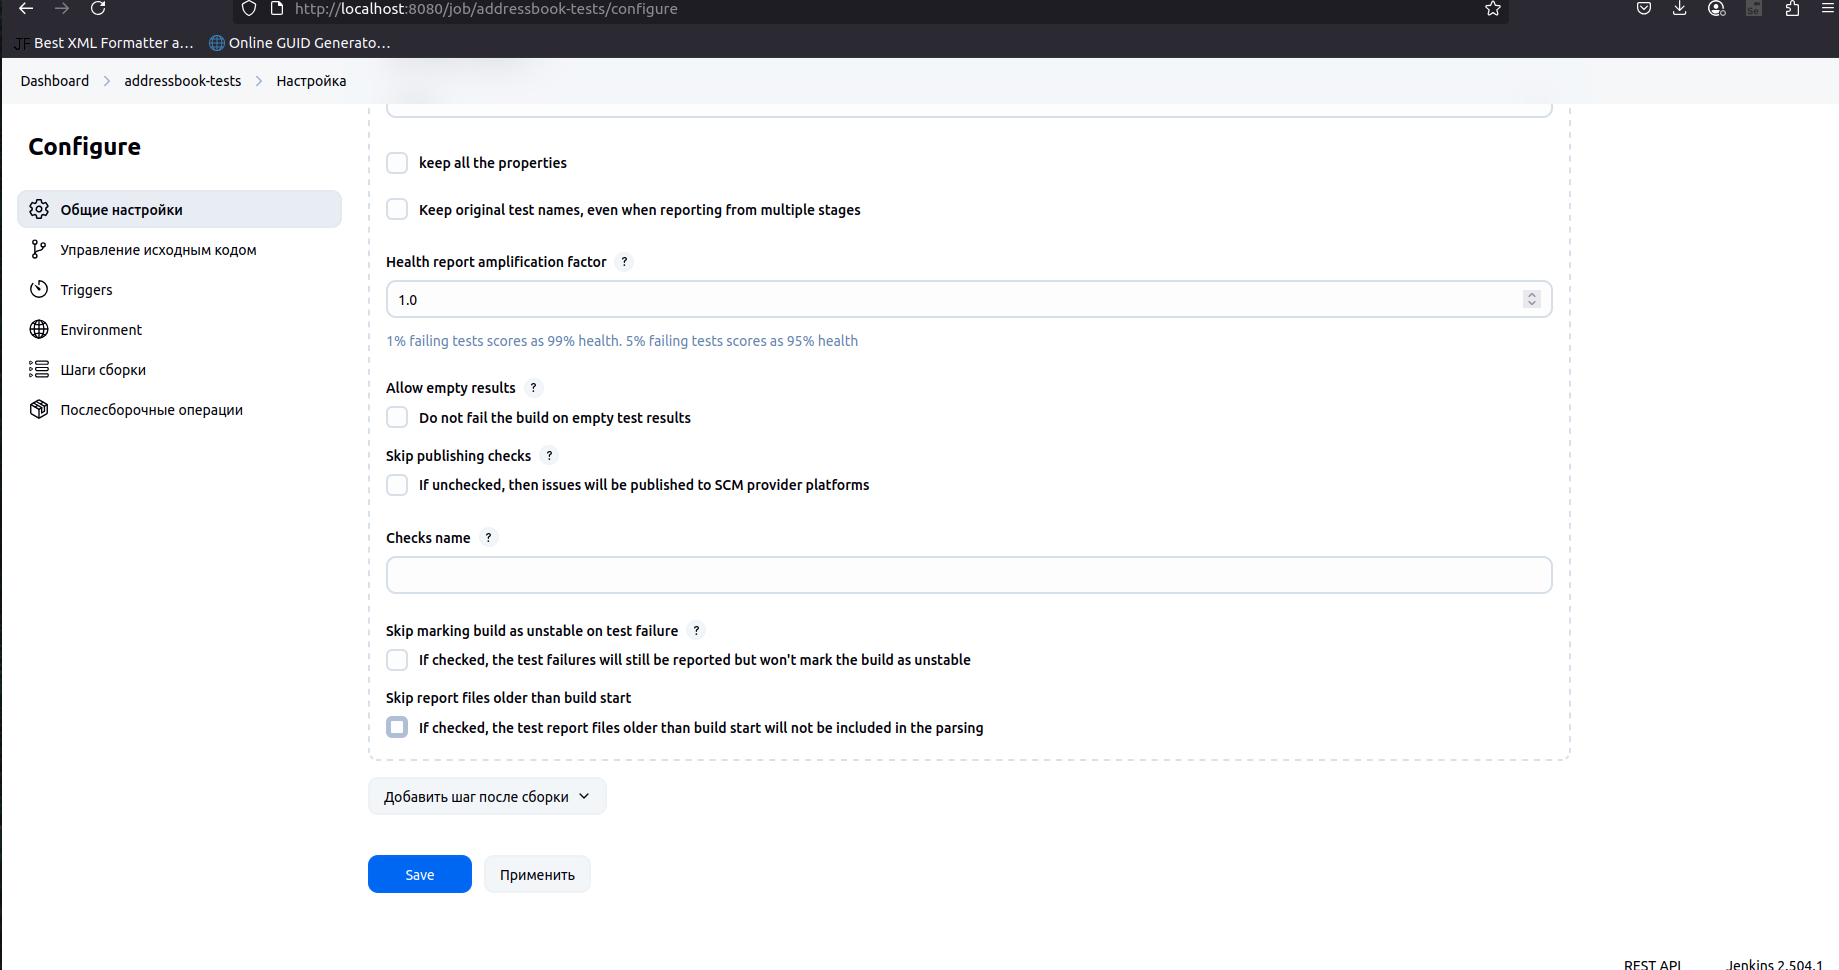 http://localhost:8080/job/addressbook-tests/configure
Se
JF Best XML Formatter a… Online GUID Generato…
Dashboard addressbook-tests Настройка
Configure
Общие настройки
Управление исходным кодом
Triggers
Environment
Шаги сборки
Послесборочные операции
keep all the properties
Keep original test names, even when reporting from multiple stages
Health report amplification factor ?
1.0
1% failing tests scores as 99% health. 5% failing tests scores as 95% health
Allow empty results ?
Do not fail the build on empty test results
Skip publishing checks ?
If unchecked, then issues will be published to SCM provider platforms
Checks name ?
Skip marking build as unstable on test failure ?
If checked, the test failures will still be reported but won't mark the build as unstable
Skip report files older than build start
If checked, the test report files older than build start will not be included in the parsing
Добавить шаг после сборки
Save Применить
REST API Jenkins 2.504.1